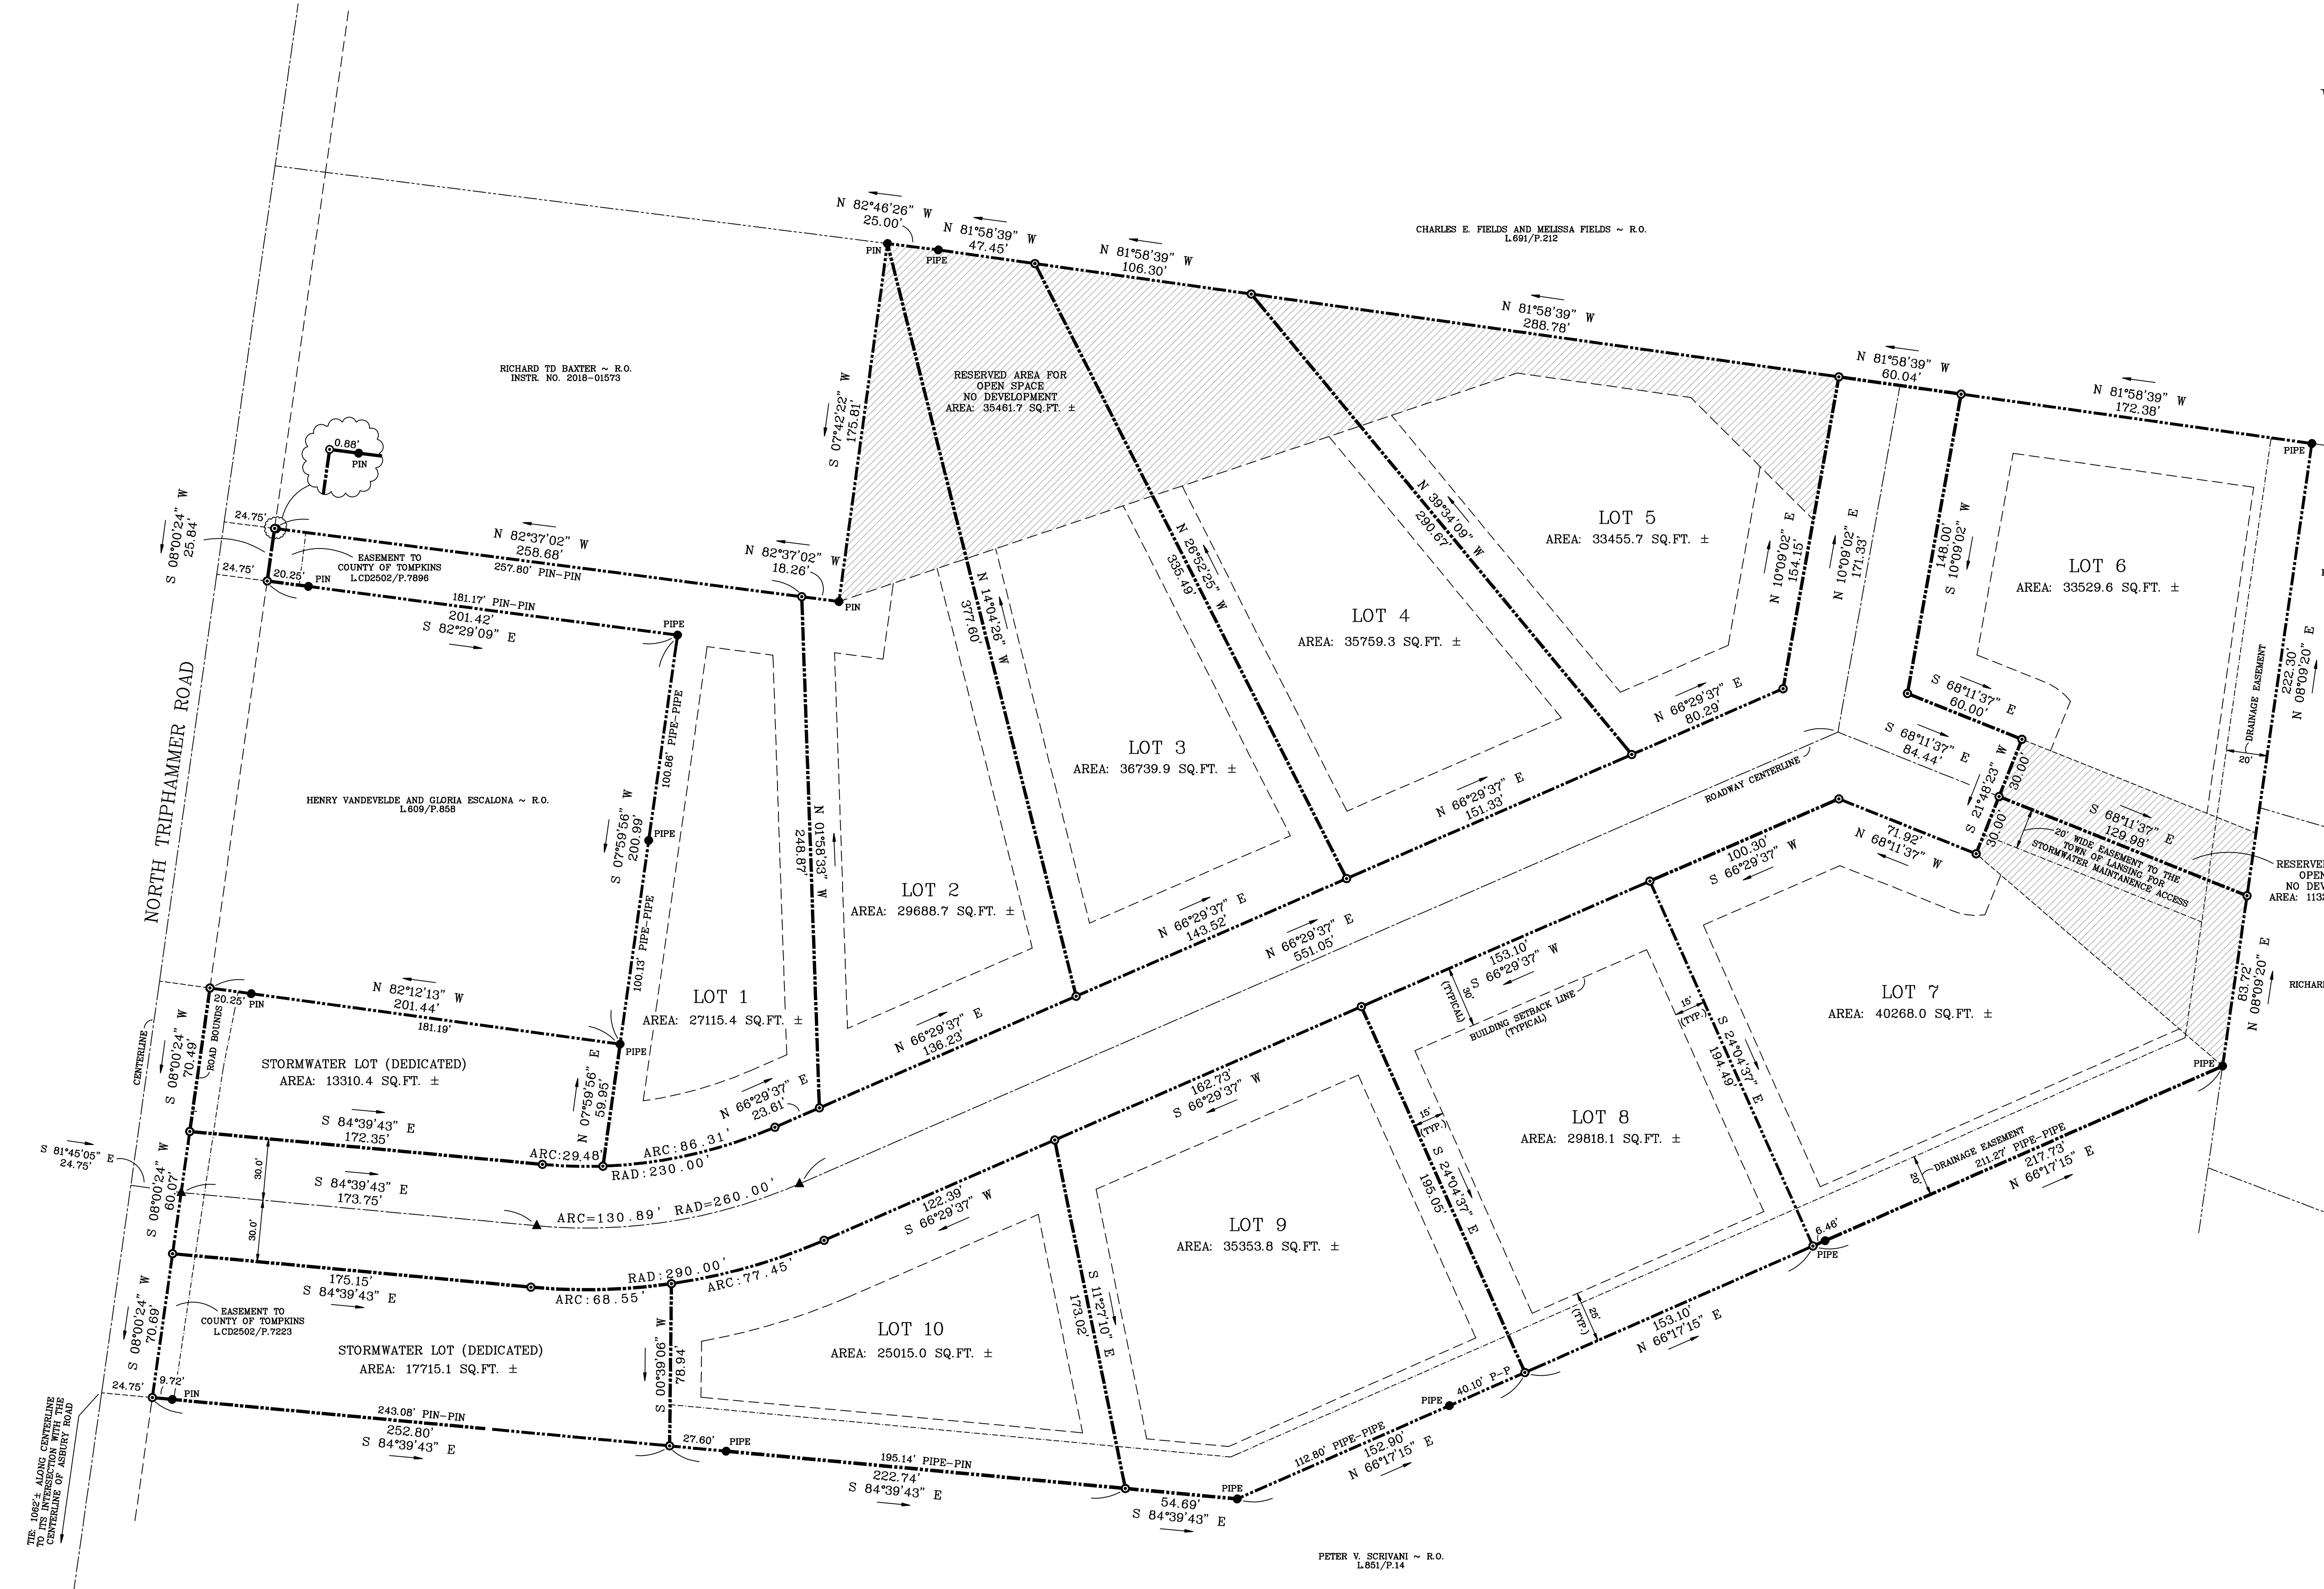 N 82°46'26" W
25.00'
N 81°58'39" W
47.45'
N 81°58'39" W
106.30'
CHARLES E. FIELDS AND MELISSA FIELDS ~ R.O.
L.691/P.212
PIN
PIPE
N 81°58'39" W
288.78'
N 81°58'39" W
60.04'
N 81°58'39" W
172.38'
PIPE
RICHARD TD BAXTER ~ R.O.
INSTR. NO. 2018-01573
RESERVED AREA FOR
OPEN SPACE
NO DEVELOPMENT
AREA: 35461.7 SQ.FT. ±
S 07°42'22" W
175.81'
0.88'
PIN
S 08°00'24" W
25.84'
24.75'
24.75'
20.25'
PIN
EASEMENT TO
COUNTY OF TOMPKINS
L.CD2502/P.7896
N 82°37'02" W
258.68'
257.80' PIN-PIN
N 82°37'02" W
18.26'
PIN
181.17' PIN-PIN
201.42'
S 82°29'09" E
PIPE
LOT 5
AREA: 33455.7 SQ.FT. ±
N 10°09'02" E
154.15'
N 10°09'02" E
171.33'
148.00'
S 10°09'02" W
LOT 6
AREA: 33529.6 SQ.FT. ±
N 39°34'09" W
290.67'
N 26°52'25" W
335.49'
N 14°04'26" W
377.60'
LOT 4
AREA: 35759.3 SQ.FT. ±
LOT 3
AREA: 36739.9 SQ.FT. ±
N 66°29'37" E
80.29'
S 68°11'37" E
60.00'
S 68°11'37" E
84.44'
S 21°48'23" W
30.00'
30.00'
DRAINAGE EASEMENT
20'
222.30'
N 08°09'20" E
NORTH TRIPHAMMER ROAD
HENRY VANDEVELDE AND GLORIA ESCALONA ~ R.O.
L.609/P.858
100.86' PIPE-PIPE
S 07°59'56" W
200.99'
PIPE
100.13' PIPE-PIPE
N 01°58'33" W
248.87'
LOT 2
AREA: 29688.7 SQ.FT. ±
N 66°29'37" E
151.33'
ROADWAY CENTERLINE
S 68°11'37" E
129.98'
20' WIDE EASEMENT TO THE
TOWN OF LANSING FOR
STORMWATER MAINTANENCE ACCESS
71.92'
N 68°11'37" W
100.30'
S 66°29'37" W
RESERVE
OPEN
NO DEV
AREA: 113
N 66°29'37" E
143.52'
N 66°29'37" E
551.05'
153.10'
S 66°29'37" W
30'
(TYPICAL)
BUILDING SETBACK LINE
(TYPICAL)
15'
(TYP.)
LOT 7
AREA: 40268.0 SQ.FT. ±
83.72'
N 08°09'20" E
RICHAR
PIPE
LOT 1
AREA: 27115.4 SQ.FT. ±
N 66°29'37" E
136.23'
N 66°29'37" E
23.61'
20.25'
PIN
N 82°12'13" W
201.44'
181.19'
PIPE
CENTERLINE
S 08°00'24" W
70.49'
ROAD BOUNDS
STORMWATER LOT (DEDICATED)
AREA: 13310.4 SQ.FT. ±
N 07°59'56" E
59.95'
S 84°39'43" E
172.35'
ARC:29.48'
ARC:86.31'
RAD:230.00'
S 81°45'05" E
24.75'
S 08°00'24" W
60.07'
30.0'
30.0'
S 84°39'43" E
173.75'
ARC=130.89' RAD=260.00'
162.73'
S 66°29'37" W
15'
(TYP.)
LOT 8
AREA: 29818.1 SQ.FT. ±
S 24°04'37" E
194.49'
S 24°04'37" E
195.05'
DRAINAGE EASEMENT
211.27' PIPE-PIPE
217.73'
N 66°17'15" E
20'
122.39'
S 66°29'37" W
LOT 9
AREA: 35353.8 SQ.FT. ±
6.46'
PIPE
RAD:290.00'
ARC:77.45'
ARC:68.55'
175.15'
S 84°39'43" E
S 08°00'24" W
70.69'
EASEMENT TO
COUNTY OF TOMPKINS
L.CD2502/P.7223
STORMWATER LOT (DEDICATED)
AREA: 17715.1 SQ.FT. ±
S 00°39'06" W
78.94'
LOT 10
AREA: 25015.0 SQ.FT. ±
S 11°27'10" E
173.02'
25'
(TYP.)
153.10'
N 66°17'15" E
24.75'
9.72'
PIN
243.08' PIN-PIN
252.80'
S 84°39'43" E
27.60'
PIPE
195.14' PIPE-PIN
222.74'
S 84°39'43" E
PIPE
40.10' P-P
112.80' PIPE-PIPE
152.90'
N 66°17'15" E
PIPE
54.69'
S 84°39'43" E
TIE: 1062'± ALONG CENTERLINE
TO ITS INTERSECTION WITH THE
CENTERLINE OF ASBURY ROAD
PETER V. SCRIVANI ~ R.O.
L.851/P.14